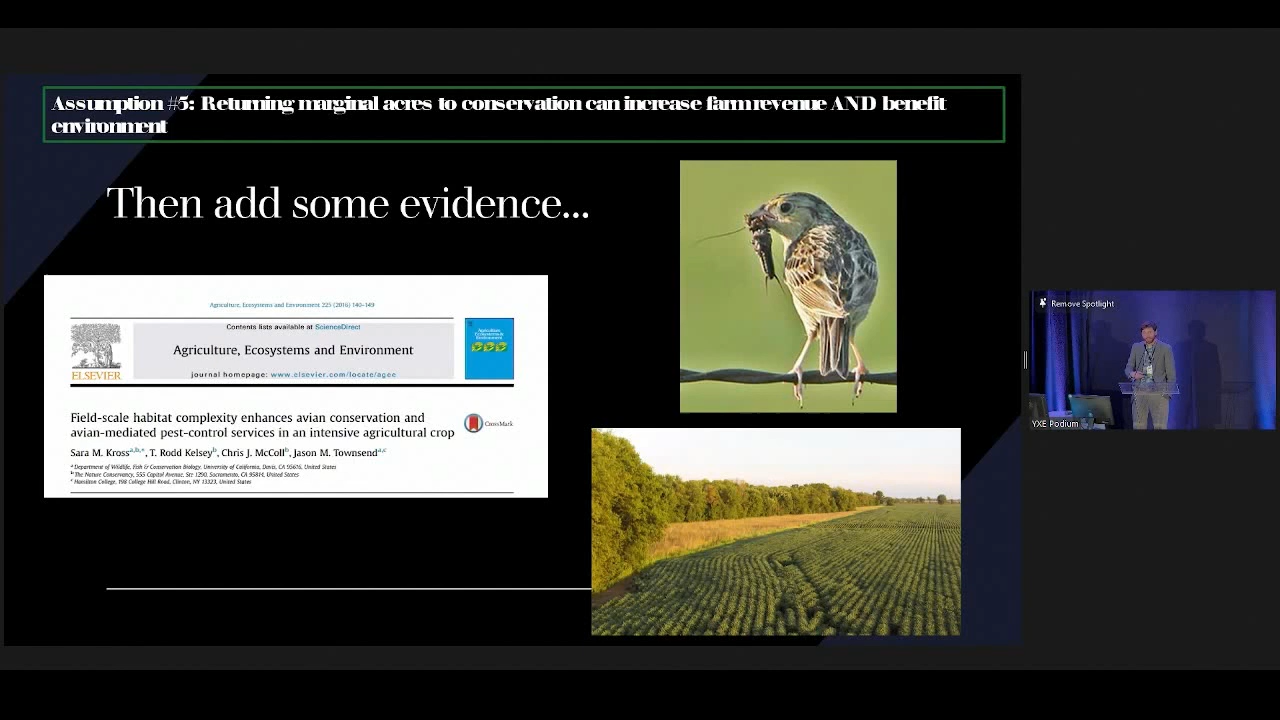 Assumption #5: Returning marginal acres to conservation can increase farm revenue AND benefit
environment
Then add some evidence...
Agriculture, Ecosystems and Environment 225 (2016) 140–149
Contents lists available at ScienceDirect
Agriculture, Ecosystems and Environment
journal homepage: www.elsevier.com/locate/agee
ELSEVIER
Agriculture,
Ecosystems &
Environment
Field-scale habitat complexity enhances avian conservation and
avian-mediated pest-control services in an intensive agricultural crop
CrossMark
Sara M. Kross a,b,*, T. Rodd Kelsey b, Chris J. McColl b, Jason M. Townsend a,c
a Department of Wildlife, Fish & Conservation Biology, University of California, Davis, CA 95616, United States
b The Nature Conservancy, 555 Capitol Avenue, Ste 1290, Sacramento, CA 95814, United States
c Hamilton College, 198 College Hill Road, Clinton, NY 13323, United States
Remove Spotlight
YXE Podium